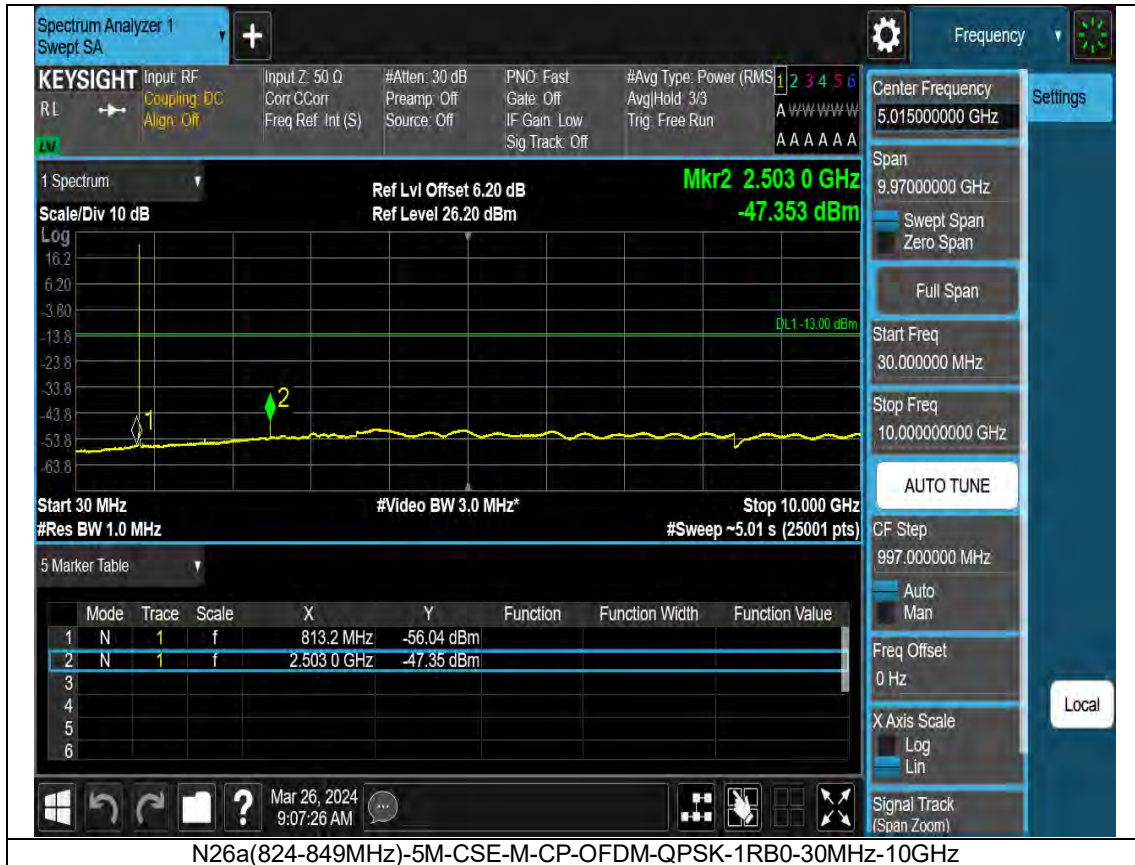 Spectrum Analyzer 1
Swept SA
Frequency
KEYSIGHT
RL
Input: RF
Coupling: DC
Align: Off
Input Z: 50 Ω
Corr CCorr
Freq Ref: Int (S)
#Atten: 30 dB
Preamp: Off
Source: Off
PNO: Fast
Gate: Off
IF Gain: Low
Sig Track: Off
#Avg Type: Power (RMS
Avg|Hold: 3/3
Trig: Free Run
1 2 3 4 5 6
A W W W W W
A A A A A A
1 Spectrum
Scale/Div 10 dB
Ref Lvl Offset 6.20 dB
Ref Level 26.20 dBm
Mkr2 2.503 0 GHz
-47.353 dBm
Log
16.2
6.20
-3.80
-13.8
-23.8
-33.8
-43.8
-53.8
-63.8
DL1 -13.00 dBm
1
2
Start 30 MHz
#Video BW 3.0 MHz*
Stop 10.000 GHz
#Res BW 1.0 MHz
#Sweep ~5.01 s (25001 pts)
5 Marker Table
Mode Trace Scale X Y Function Function Width Function Value
1 N 1 f 813.2 MHz -56.04 dBm
2 N 1 f 2.503 0 GHz -47.35 dBm
3
4
5
6
Mar 26, 2024
9:07:26 AM
Center Frequency
5.015000000 GHz
Settings
Span
9.97000000 GHz
Swept Span
Zero Span
Full Span
Start Freq
30.000000 MHz
Stop Freq
10.000000000 GHz
AUTO TUNE
CF Step
997.000000 MHz
Auto
Man
Freq Offset
0 Hz
Local
X Axis Scale
Log
Lin
Signal Track
(Span Zoom)
N26a(824-849MHz)-5M-CSE-M-CP-OFDM-QPSK-1RB0-30MHz-10GHz